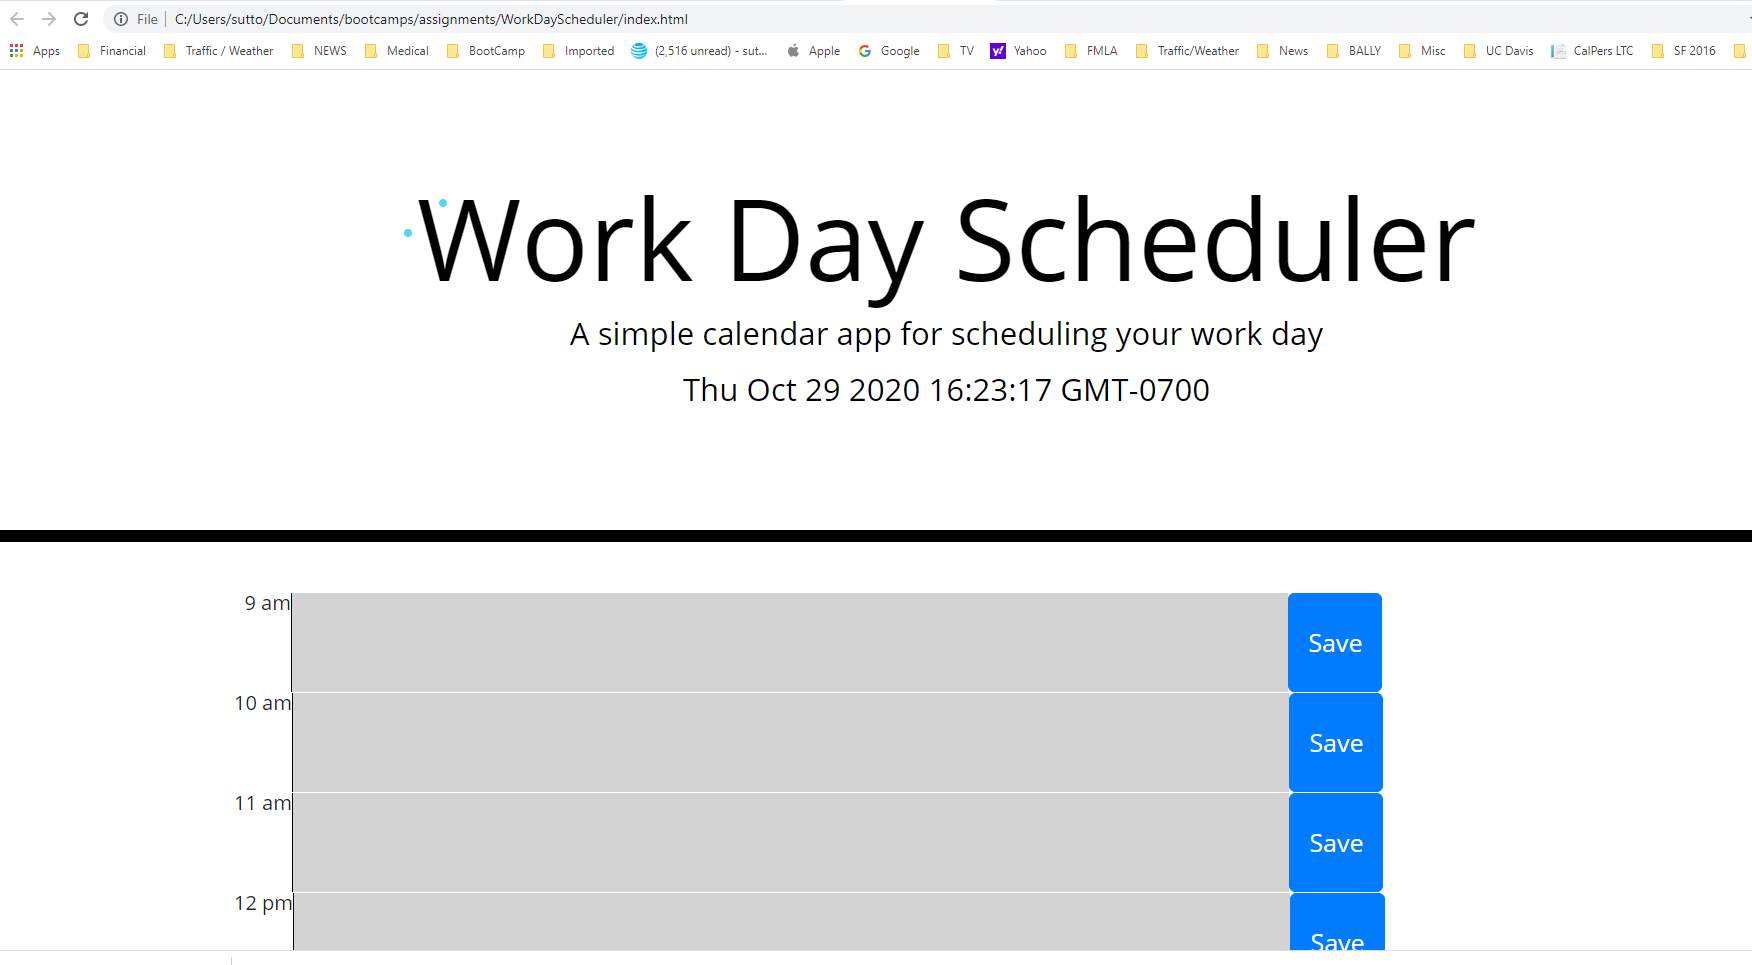 File C:/Users/sutto/Documents/bootcamps/assignments/WorkDayScheduler/index.html
Apps Financial Traffic / Weather NEWS Medical BootCamp Imported (2,516 unread) - sut... Apple Google TV Yahoo FMLA Traffic/Weather News BALLY Misc UC Davis CalPers LTC SF 2016
Work Day Scheduler
A simple calendar app for scheduling your work day
Thu Oct 29 2020 16:23:17 GMT-0700
9 am Save
10 am Save
11 am Save
12 pm Save